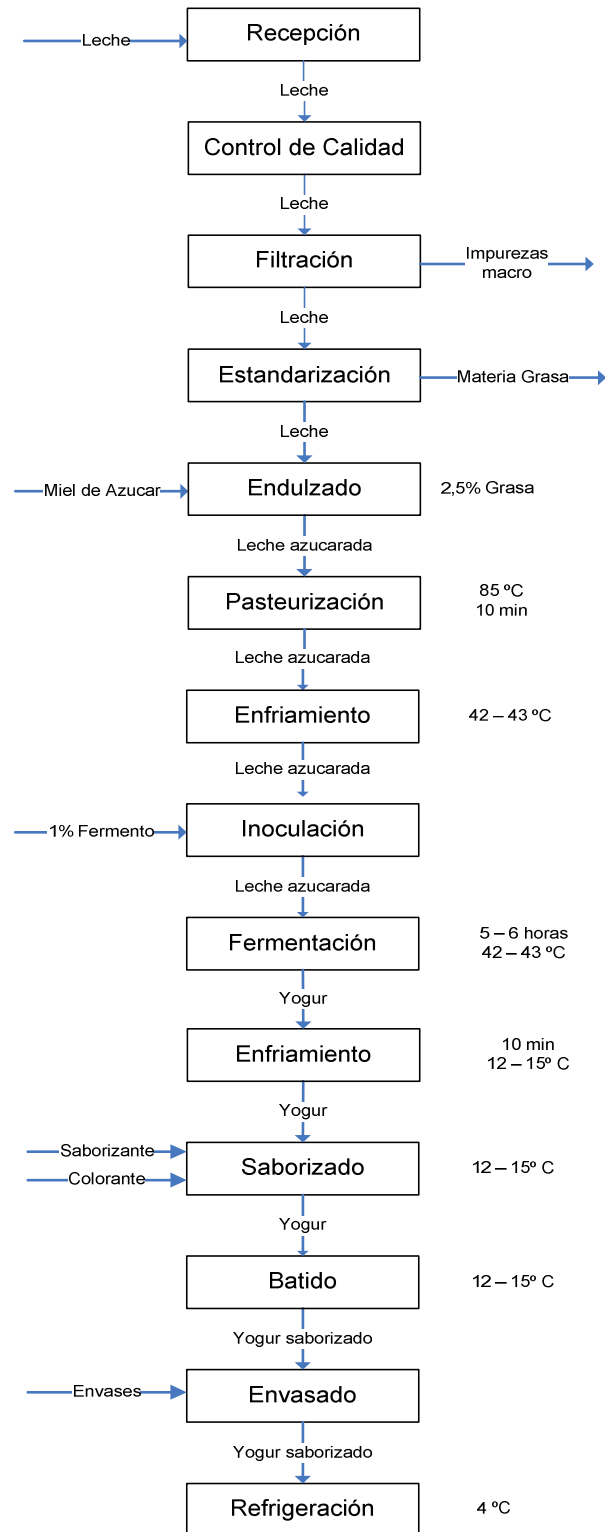 Recepción
Leche
Leche
Control de Calidad
Leche
Filtración
Impurezas
macro
Leche
Estandarización
Materia Grasa
Leche
Miel de Azucar
Endulzado
2,5% Grasa
Leche azucarada
Pasteurización
85 ºC
10 min
Leche azucarada
Enfriamiento
42 – 43 ºC
Leche azucarada
1% Fermento
Inoculación
Leche azucarada
Fermentación
5 – 6 horas
42 – 43 ºC
Yogur
Enfriamiento
10 min
12 – 15º C
Yogur
Saborizante
Colorante
Saborizado
12 – 15º C
Yogur
Batido
12 – 15º C
Yogur saborizado
Envases
Envasado
Yogur saborizado
Refrigeración
4 ºC